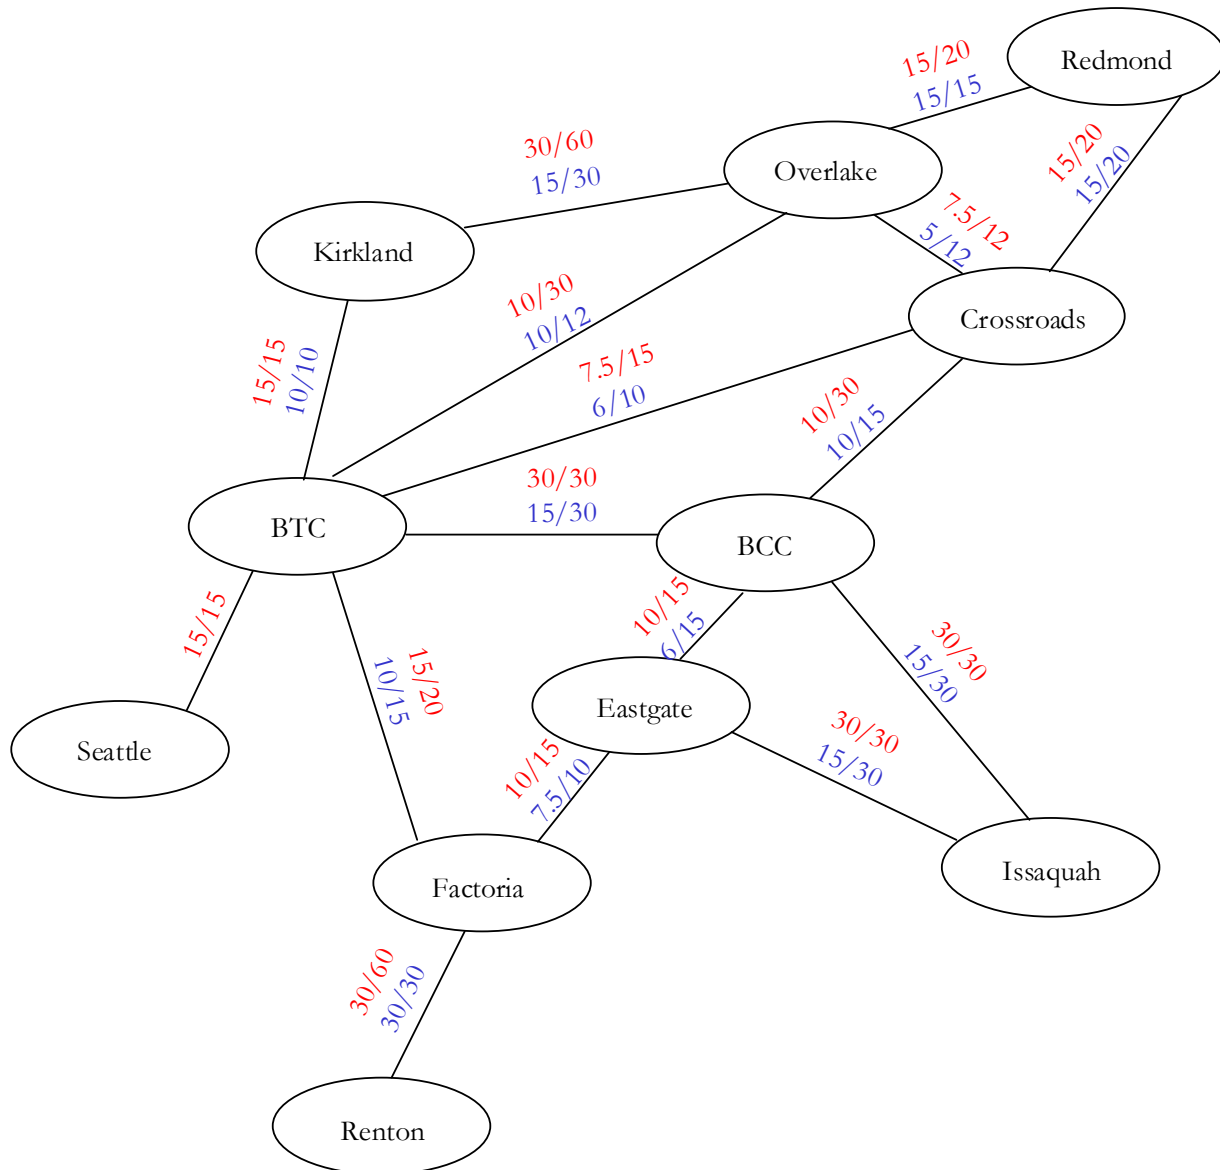 Redmond
15/20
15/15
Overlake
30/60
15/30
15/20
15/20
7.5/12
5/12
Kirkland
10/30
10/12
Crossroads
15/15
10/10
7.5/15
6/10
10/30
10/15
30/30
15/30
BTC
BCC
15/15
10/15
6/15
15/20
10/15
30/30
15/30
Eastgate
Seattle
30/30
15/30
10/15
7.5/10
Factoria
Issaquah
30/60
30/30
Renton